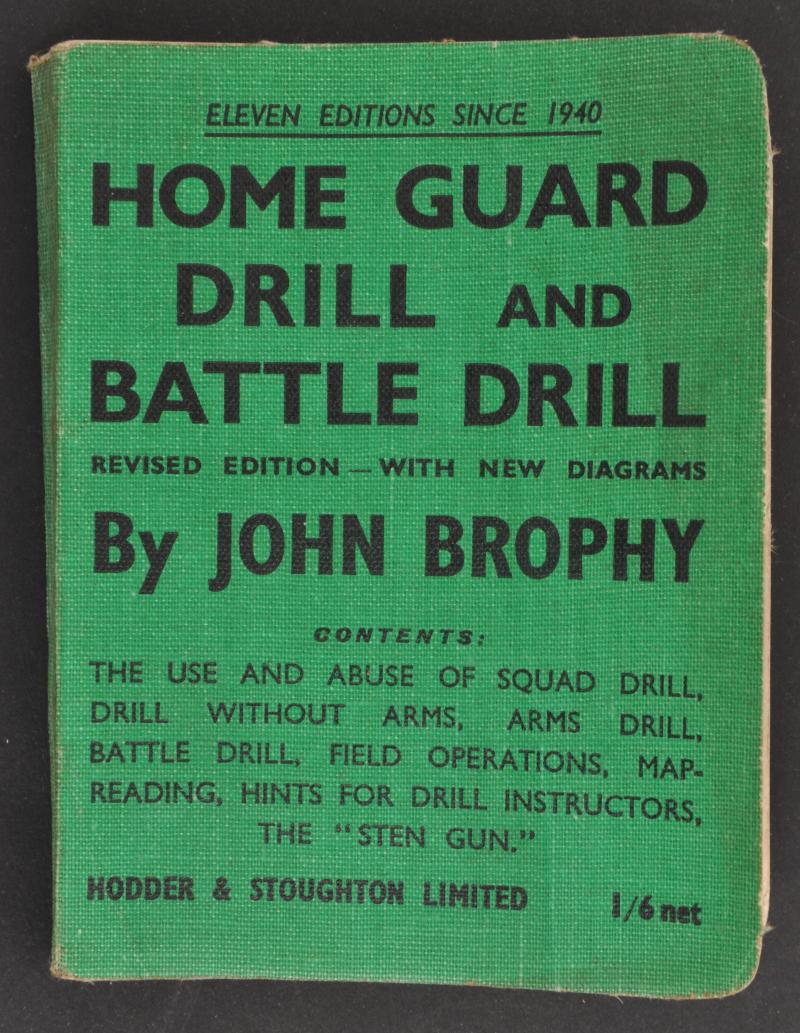 ELEVEN EDITIONS SINCE 1940
HOME GUARD
DRILL AND
BATTLE DRILL
REVISED EDITION — WITH NEW DIAGRAMS
By JOHN BROPHY
CONTENTS:
THE USE AND ABUSE OF SQUAD DRILL,
DRILL WITHOUT ARMS, ARMS DRILL,
BATTLE DRILL, FIELD OPERATIONS, MAP-
READING, HINTS FOR DRILL INSTRUCTORS,
THE "STEN GUN."
HODDER & STOUGHTON LIMITED 1/6 net